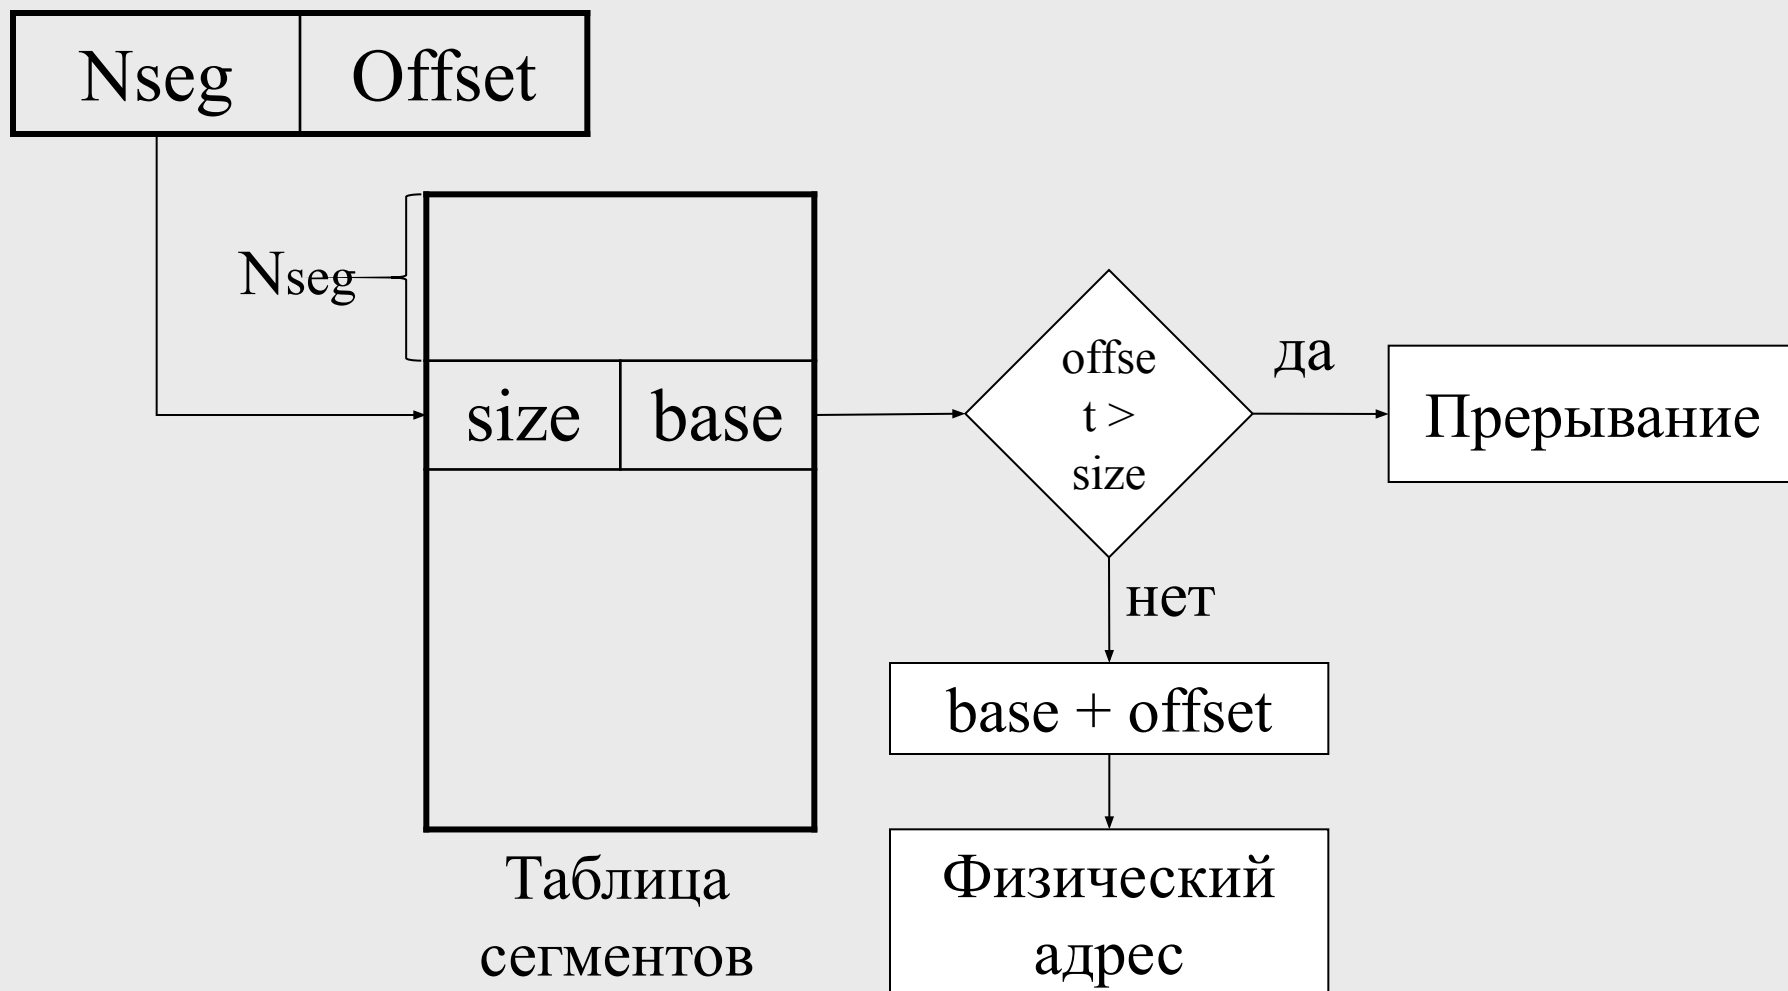 Nseg
Offset
Nseg
size
base
offse
t >
size
да
Прерывание
нет
base + offset
Таблица
сегментов
Физический
адрес